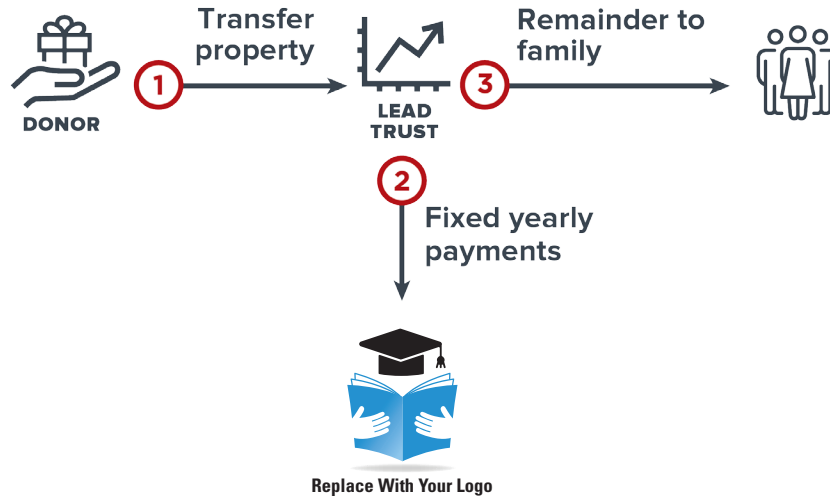 Transfer
property
Remainder to
family
1
3
DONOR
LEAD
TRUST
2
Fixed yearly
payments
Replace With Your Logo